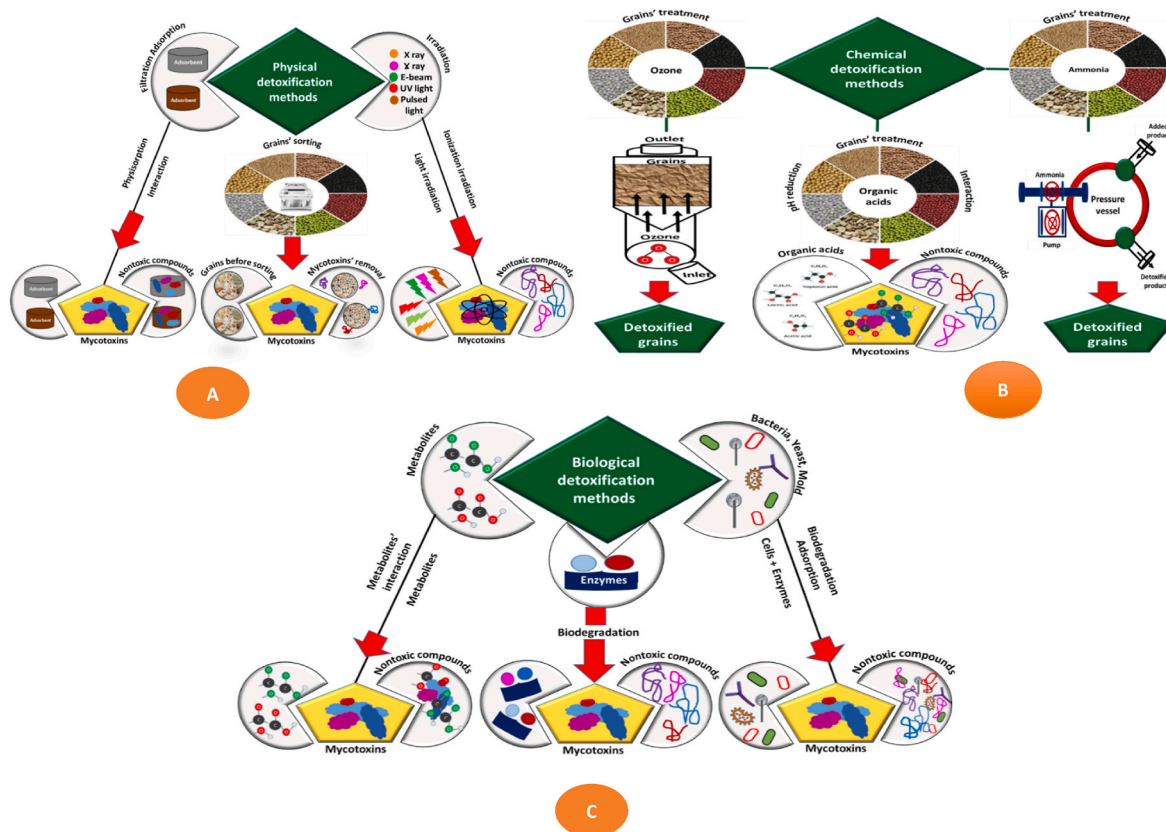 Filtration Adsorption
Adsorbent
Adsorbent
Physical
detoxification
methods
Irradiation
X ray
X ray
E-beam
UV light
Pulsed
light
Physisorption
Interaction
Grains' sorting
Light irradiation
Ionization irradiation
Adsorbent
Adsorbent
Nontoxic compounds
Mycotoxins
Grains before sorting
Mycotoxins' removal
Mycotoxins
Nontoxic compounds
Mycotoxins
A
Grains' treatment
Ozone
Chemical
detoxification
methods
Grains' treatment
Ammonia
Outlet
Grains
Ozone
Inlet
Detoxified
grains
Grains' treatment
pH reduction
Organic
acids
Interaction
Organic acids
C₃H₆O₃
Lactic acid
Acetic acid
Nontoxic compounds
Mycotoxins
Added
produc
Ammonia
Pump
Pressure
vessel
Detoxifie
produc
Detoxified
grains
B
Metabolites
C
C
C
C
Biological
detoxification
methods
Bacteria, Yeast, Mold
Enzymes
Metabolites'
interaction
Metabolites
Biodegradation
Biodegradation
Adsorption
Cells + Enzymes
Nontoxic compounds
Mycotoxins
Nontoxic compounds
Mycotoxins
Nontoxic compounds
Mycotoxins
C